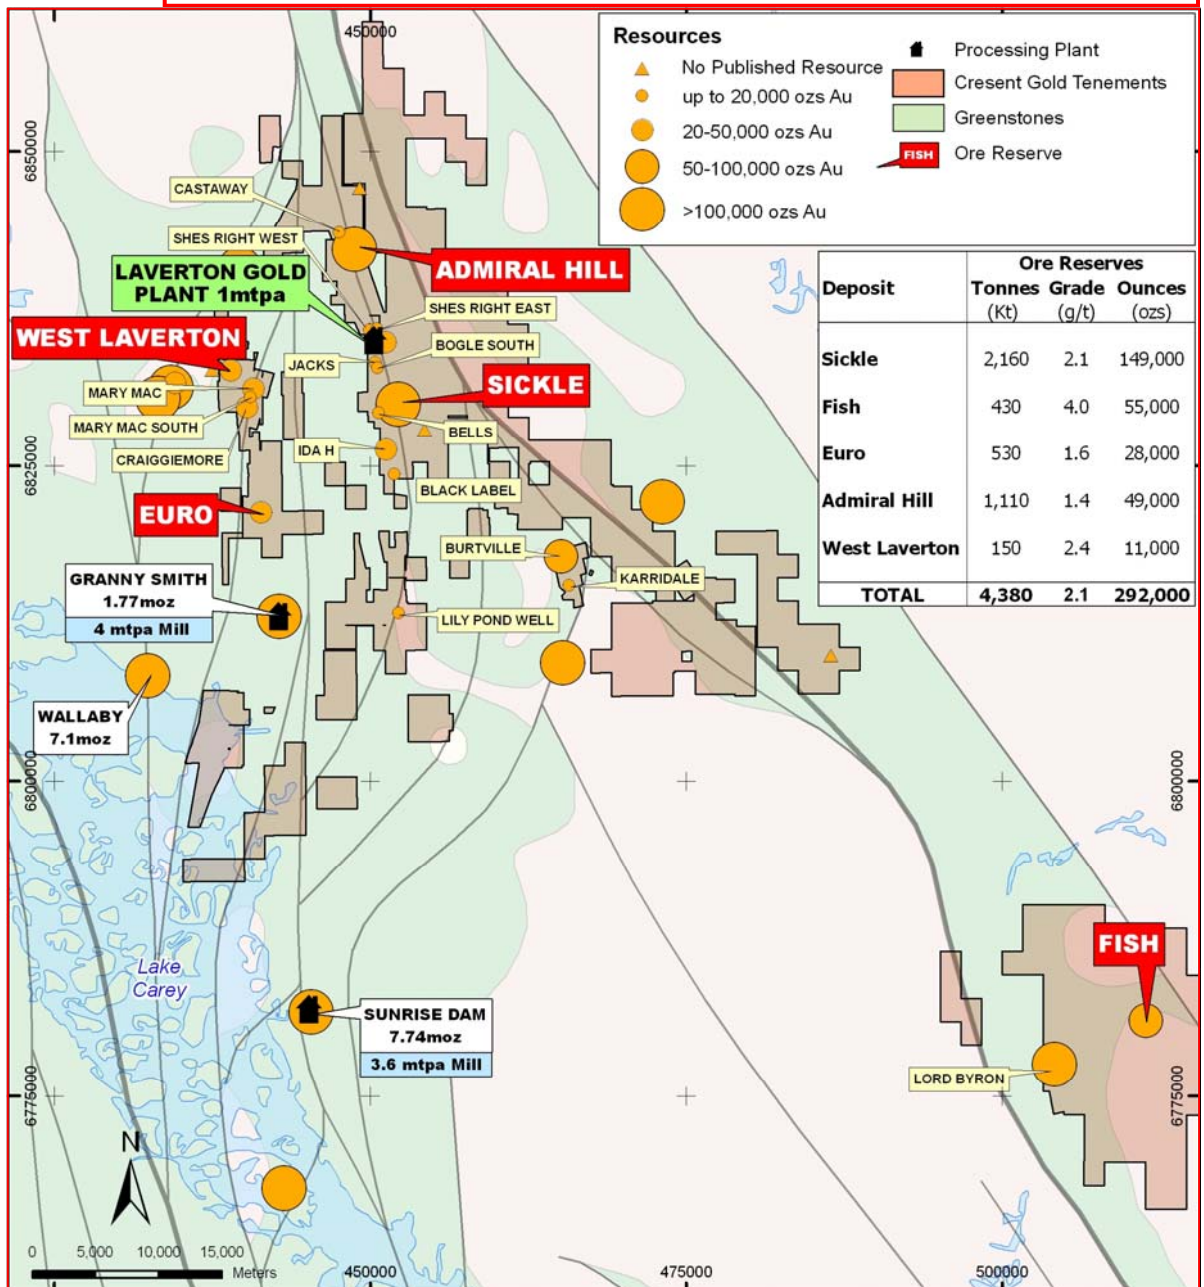 450000
Resources
No Published Resource
up to 20,000 ozs Au
20-50,000 ozs Au
50-100,000 ozs Au
>100,000 ozs Au
Processing Plant
Cresent Gold Tenements
Greenstones
FISH Ore Reserve
6850000
CASTAWAY
SHES RIGHT WEST
LAVERTON GOLD
PLANT 1mtpa
ADMIRAL HILL
SHES RIGHT EAST
WEST LAVERTON
BOGLE SOUTH
JACKS
MARY MAC
SICKLE
MARY MAC SOUTH
BELLS
CRAIGGIEMORE
IDA H
6825000
BLACK LABEL
EURO
BURTVILLE
KARRIDALE
LILY POND WELL
GRANNY SMITH
1.77moz
4 mtpa Mill
WALLABY
7.1moz
Deposit
Ore Reserves
Tonnes Grade Ounces
(Kt) (g/t) (ozs)
Sickle 2,160 2.1 149,000
Fish 430 4.0 55,000
Euro 530 1.6 28,000
Admiral Hill 1,110 1.4 49,000
West Laverton 150 2.4 11,000
TOTAL 4,380 2.1 292,000
6800000
6800000
Lake
Carey
FISH
SUNRISE DAM
7.74moz
3.6 mtpa Mill
LORD BYRON
6775000
6775000
N
0 5,000 10,000 15,000
Meters
450000
475000
500000